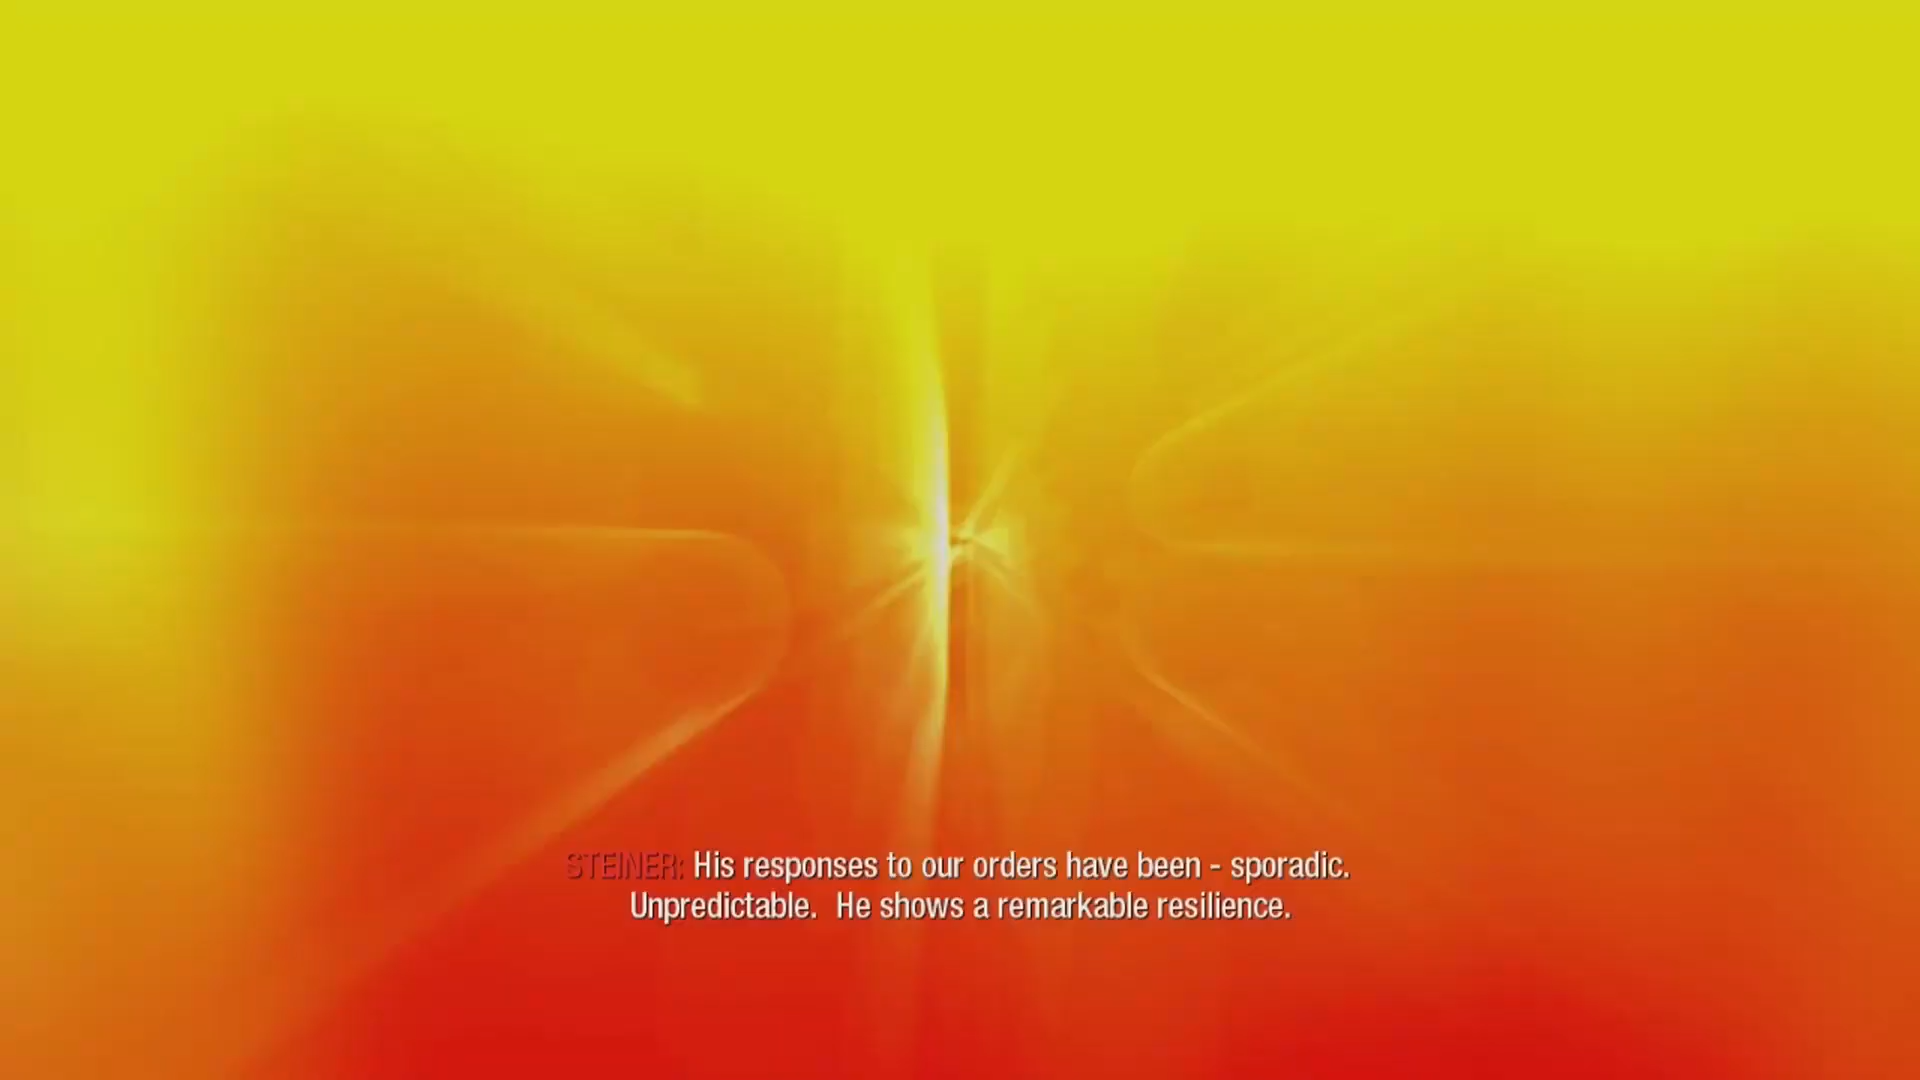 STEINER: His responses to our orders have been - sporadic.
Unpredictable.  He shows a remarkable resilience.